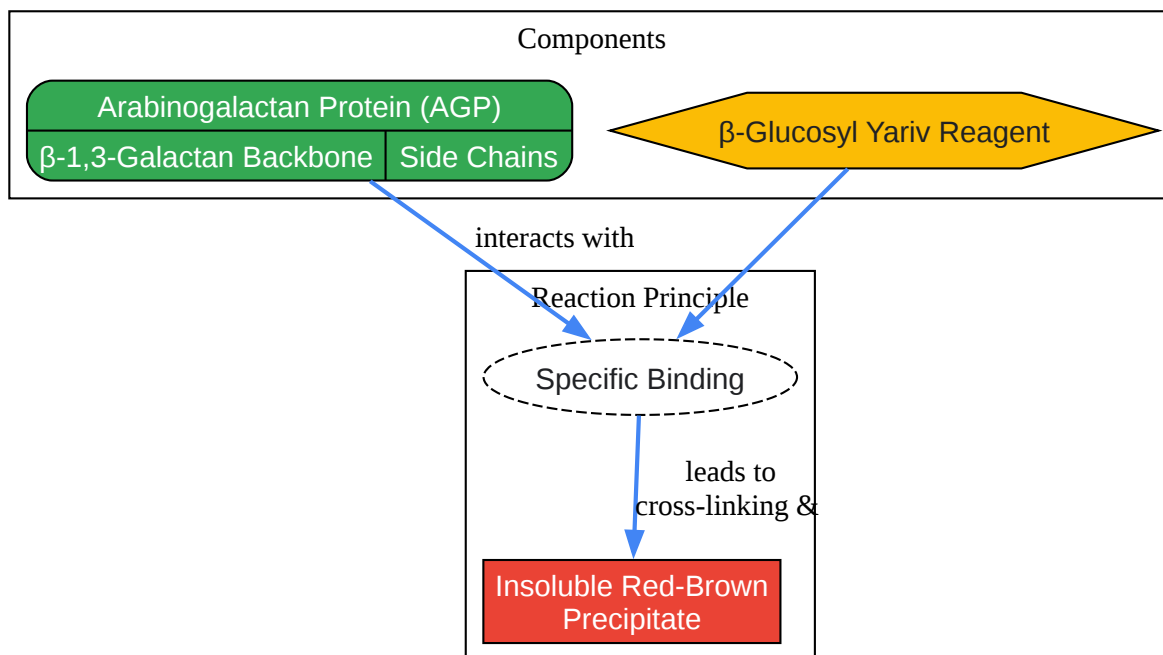 Components
Arabinogalactan Protein (AGP)
β-1,3-Galactan Backbone
Side Chains
β-Glucosyl Yariv Reagent
interacts with
Reaction Principle
Specific Binding
leads to
cross-linking &
Insoluble Red-Brown
Precipitate